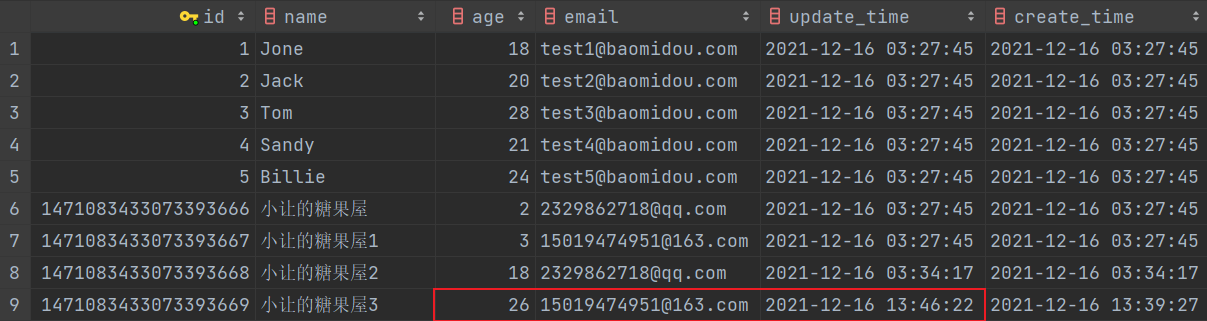 id name age email update_time create_time
1 1 Jone 18 test1@baomidou.com 2021-12-16 03:27:45 2021-12-16 03:27:45
2 2 Jack 20 test2@baomidou.com 2021-12-16 03:27:45 2021-12-16 03:27:45
3 3 Tom 28 test3@baomidou.com 2021-12-16 03:27:45 2021-12-16 03:27:45
4 4 Sandy 21 test4@baomidou.com 2021-12-16 03:27:45 2021-12-16 03:27:45
5 5 Billie 24 test5@baomidou.com 2021-12-16 03:27:45 2021-12-16 03:27:45
6 1471083433073393666 小让的糖果屋 2 2329862718@qq.com 2021-12-16 03:27:45 2021-12-16 03:27:45
7 1471083433073393667 小让的糖果屋1 3 15019474951@163.com 2021-12-16 03:27:45 2021-12-16 03:27:45
8 1471083433073393668 小让的糖果屋2 18 2329862718@qq.com 2021-12-16 03:34:17 2021-12-16 03:34:17
9 1471083433073393669 小让的糖果屋3 26 15019474951@163.com 2021-12-16 13:46:22 2021-12-16 13:39:27